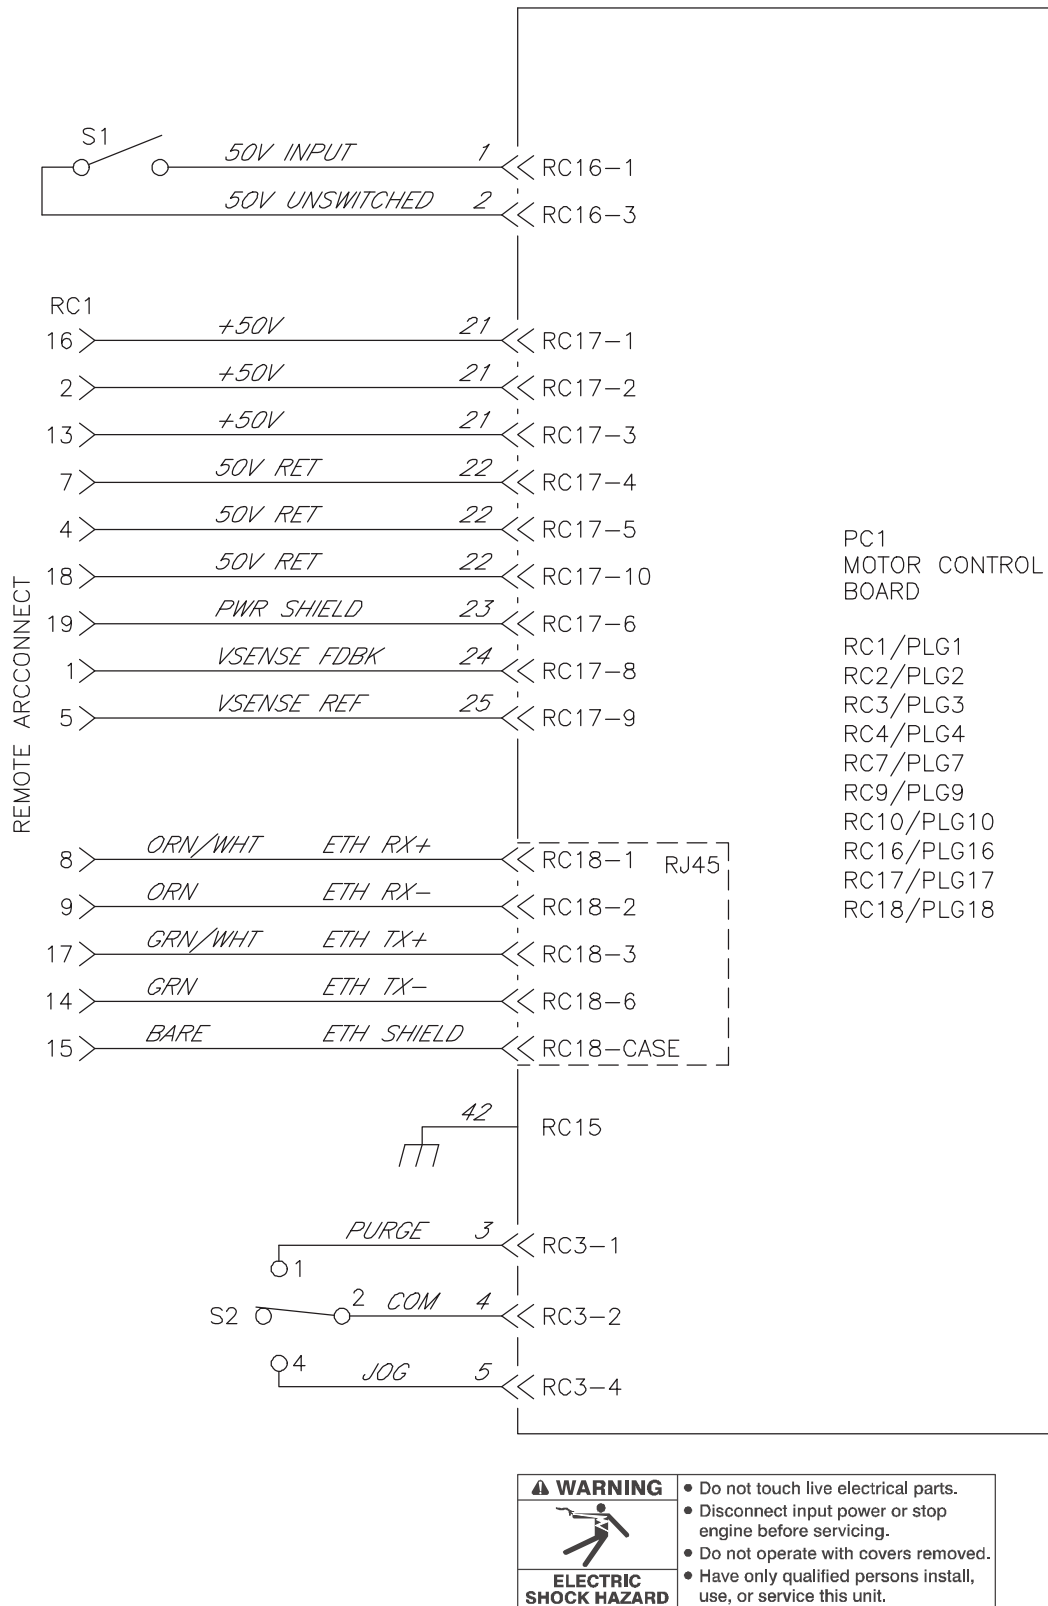 S1 50V INPUT 1 RC16-1
50V UNSWITCHED 2 RC16-3
RC1
16 +50V 21 RC17-1
2 +50V 21 RC17-2
13 +50V 21 RC17-3
7 50V RET 22 RC17-4
4 50V RET 22 RC17-5
18 50V RET 22 RC17-10
19 PWR SHIELD 23 RC17-6
1 VSENSE FDBK 24 RC17-8
5 VSENSE REF 25 RC17-9
REMOTE ARCCONNECT
8 ORN/WHT ETH RX+ RC18-1 RJ45
9 ORN ETH RX- RC18-2
17 GRN/WHT ETH TX+ RC18-3
14 GRN ETH TX- RC18-6
15 BARE ETH SHIELD RC18-CASE
42 RC15
PURGE 3 RC3-1
1
S2 2 COM 4 RC3-2
4
JOG 5 RC3-4
PC1
MOTOR CONTROL
BOARD
RC1/PLG1
RC2/PLG2
RC3/PLG3
RC4/PLG4
RC7/PLG7
RC9/PLG9
RC10/PLG10
RC16/PLG16
RC17/PLG17
RC18/PLG18
WARNING
ELECTRIC
SHOCK HAZARD
• Do not touch live electrical parts.
• Disconnect input power or stop
engine before servicing.
• Do not operate with covers removed.
• Have only qualified persons install,
use, or service this unit.